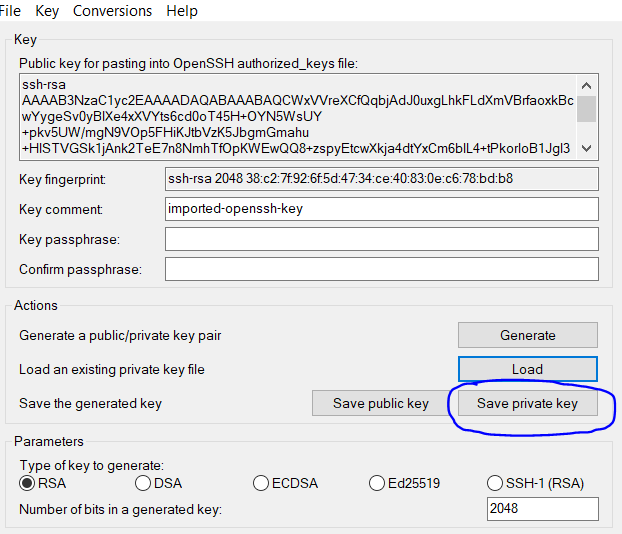 File Key Conversions Help
Key
Public key for pasting into OpenSSH authorized_keys file:
ssh-rsa
AAAAB3NzaC1yc2EAAAADAQABAAABAQCWxVVreXCfQqbjAdJ0uxgLhkFLdXmVBrfaoxkBc
wYygeSv0yBlXe4xXVYts6cd0oT45H+OYN5WsUY
+pkv5UW/mgN9VOp5FHiKJtbVzK5JbgmGmahu
+HlSTVGSk1jAnk2TeE7n8NmhTfOpKWEwQQ8+zspyEtcwXkja4dtYxCm6blL4+tPkorloB1JgI3
Key fingerprint: ssh-rsa 2048 38:c2:7f:92:6f:5d:47:34:ce:40:83:0e:c6:78:bd:b8
Key comment: imported-openssh-key
Key passphrase:
Confirm passphrase:
Actions
Generate a public/private key pair Generate
Load an existing private key file Load
Save the generated key Save public key Save private key
Parameters
Type of key to generate:
RSA DSA ECDSA Ed25519 SSH-1 (RSA)
Number of bits in a generated key: 2048